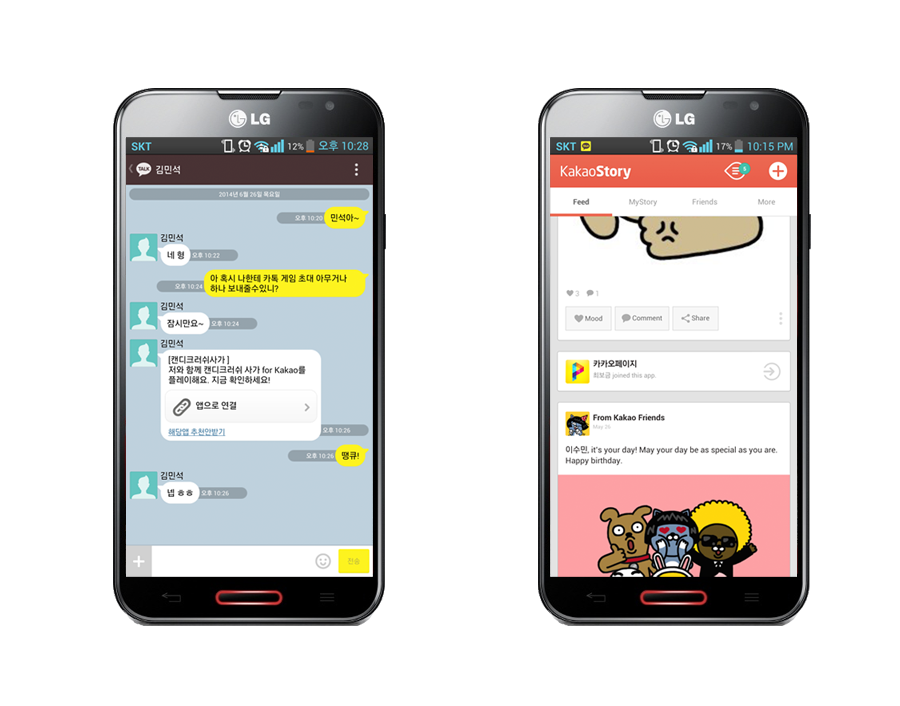 LG
SKT
12%
오후 10:28
TALK
김민석
2014년 6월 26일 목요일
오후 10:20
민석아~
김민석
네 형
오후 10:22
오후 10:24
아 혹시 나한테 카톡 게임 초대 아무거나
하나 보내줄수있니?
김민석
잠시만요~
오후 10:24
김민석
[캔디크러쉬사가 ]
저와 함께 캔디크러쉬 사가 for Kakao를
플레이해요. 지금 확인하세요!
앱으로 연결
해당앱 추천안받기
오후 10:26
오후 10:26
땡큐!
김민석
넵 ㅎㅎ
오후 10:26
전송
LG
SKT
TALK
17%
10:15 PM
KakaoStory
5
Feed
MyStory
Friends
More
3
1
Mood
Comment
Share
카카오페이지
최보금 joined this app.
From Kakao Friends
May 26
이수민, it's your day! May your day be as special as you are.
Happy birthday.